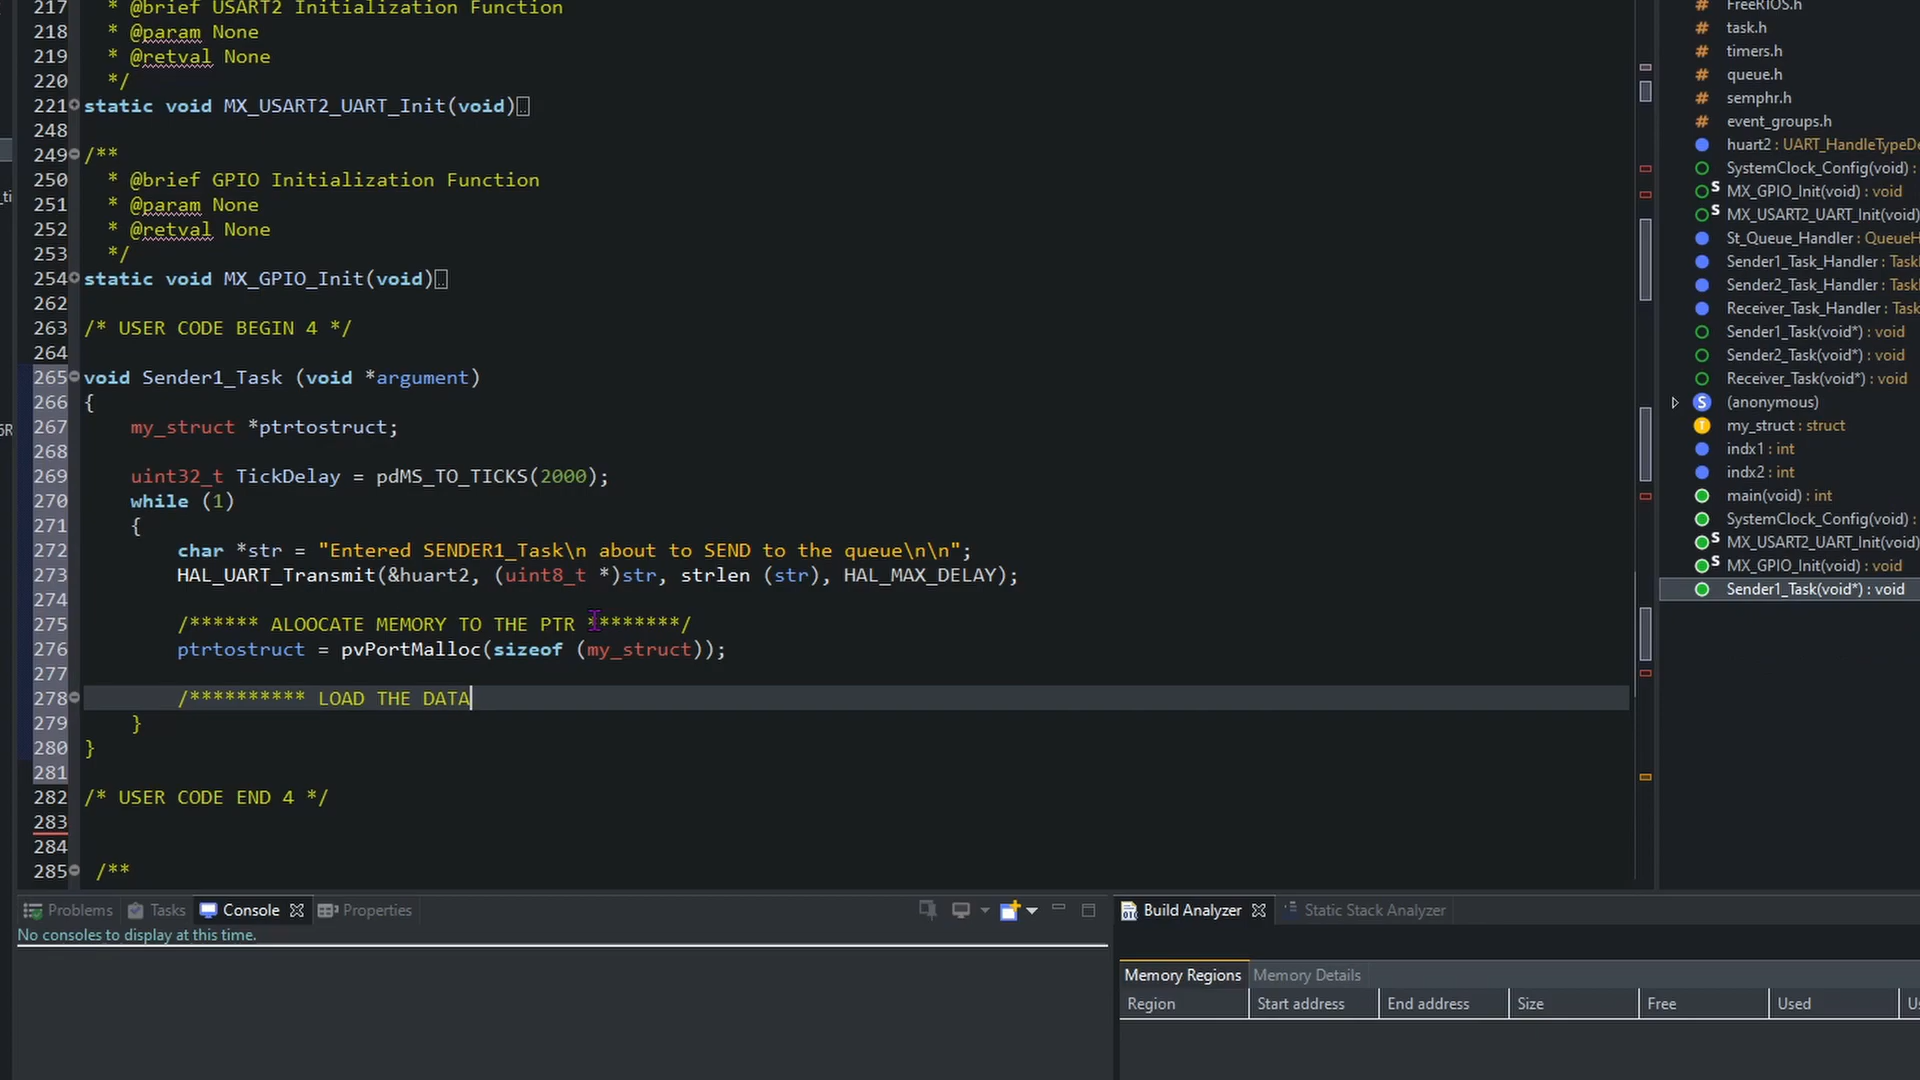 217 * @brief USART2 Initialization Function
218 * @param None
219 * @retval None
220 */
221 static void MX_USART2_UART_Init(void)
248
249 /**
250 * @brief GPIO Initialization Function
251 * @param None
252 * @retval None
253 */
254 static void MX_GPIO_Init(void)
262
263 /* USER CODE BEGIN 4 */
264
265 void Sender1_Task (void *argument)
266 {
267 my_struct *ptrtostruct;
268
269 uint32_t TickDelay = pdMS_TO_TICKS(2000);
270 while (1)
271 {
272 char *str = "Entered SENDER1_Task\n about to SEND to the queue\n\n";
273 HAL_UART_Transmit(&huart2, (uint8_t *)str, strlen (str), HAL_MAX_DELAY);
274
275 /****** ALOOCATE MEMORY TO THE PTR ********/
276 ptrtostruct = pvPortMalloc(sizeof (my_struct));
277
278 /********** LOAD THE DATA
279 }
280 }
281
282 /* USER CODE END 4 */
283
284
285 /**
FreeRTOS.h
task.h
timers.h
queue.h
semphr.h
event_groups.h
huart2 : UART_HandleTypeDe
SystemClock_Config(void) :
MX_GPIO_Init(void) : void
MX_USART2_UART_Init(void)
St_Queue_Handler : QueueH
Sender1_Task_Handler : Task
Sender2_Task_Handler : Task
Receiver_Task_Handler : Task
Sender1_Task(void*) : void
Sender2_Task(void*) : void
Receiver_Task(void*) : void
(anonymous)
my_struct : struct
indx1 : int
indx2 : int
main(void) : int
SystemClock_Config(void) :
MX_USART2_UART_Init(void)
MX_GPIO_Init(void) : void
Sender1_Task(void*) : void
Problems Tasks Console Properties
No consoles to display at this time.
Build Analyzer Static Stack Analyzer
Memory Regions Memory Details
Region Start address End address Size Free Used